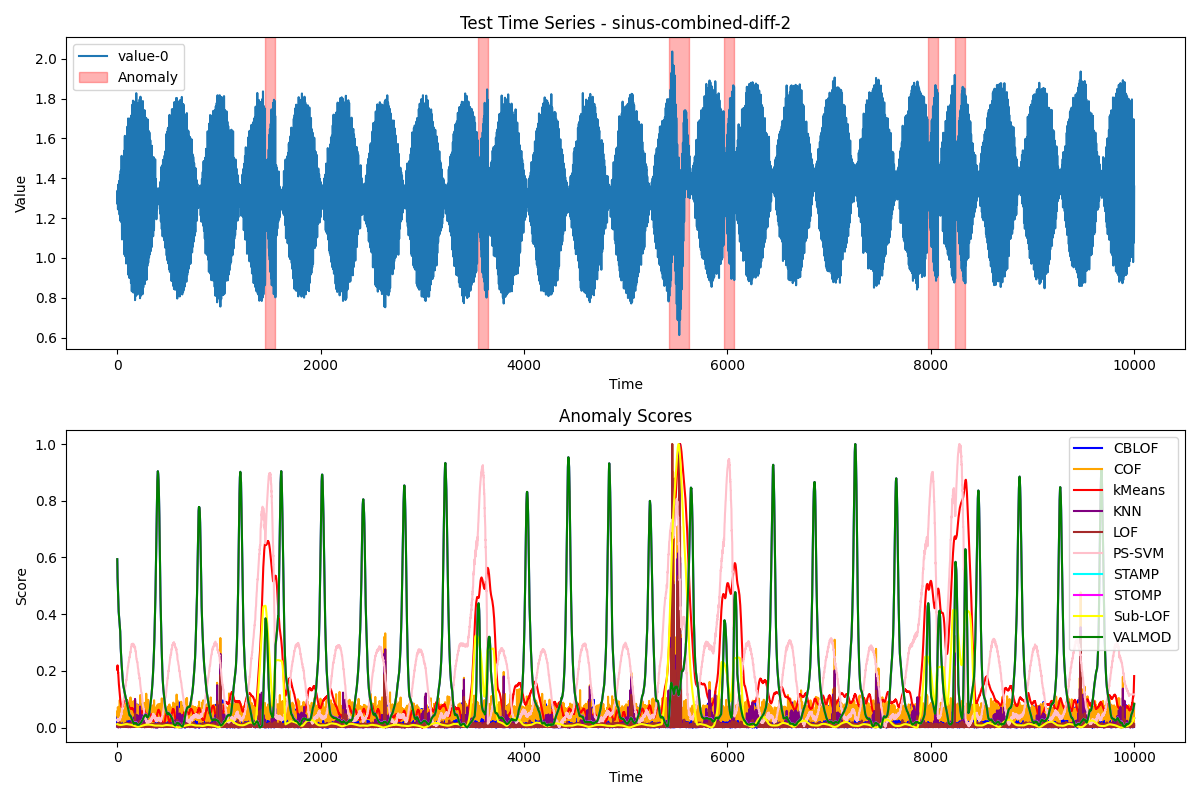 Test Time Series - sinus-combined-diff-2
Value
2.0
1.8
1.6
1.4
1.2
1.0
0.8
0.6
value-0
Anomaly
0
2000
4000
6000
8000
10000
Time
Anomaly Scores
Score
1.0
0.8
0.6
0.4
0.2
0.0
CBLOF
COF
kMeans
KNN
LOF
PS-SVM
STAMP
STOMP
Sub-LOF
VALMOD
0
2000
4000
6000
8000
10000
Time